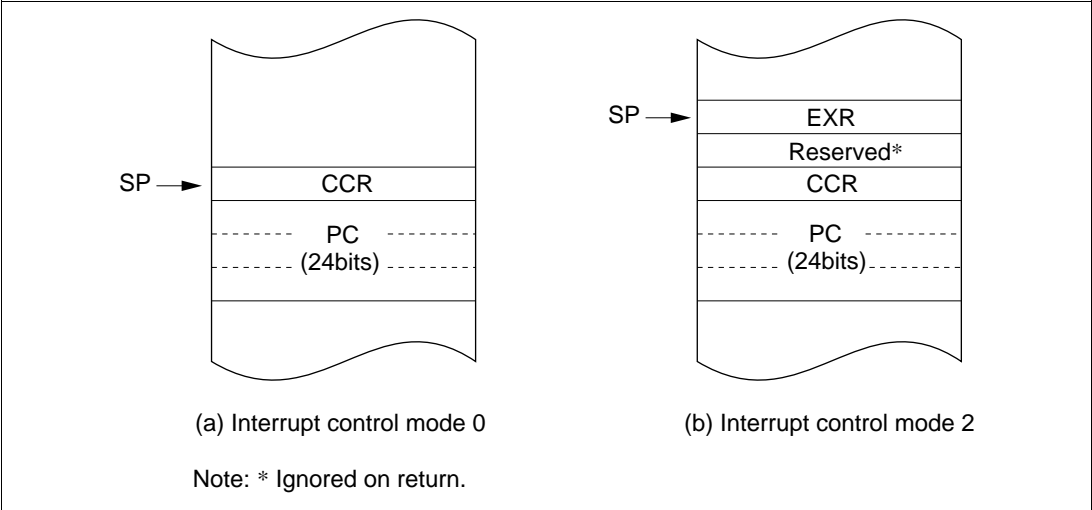 SP
CCR
PC
(24bits)
(a) Interrupt control mode 0
SP
EXR
Reserved*
CCR
PC
(24bits)
(b) Interrupt control mode 2
Note: * Ignored on return.